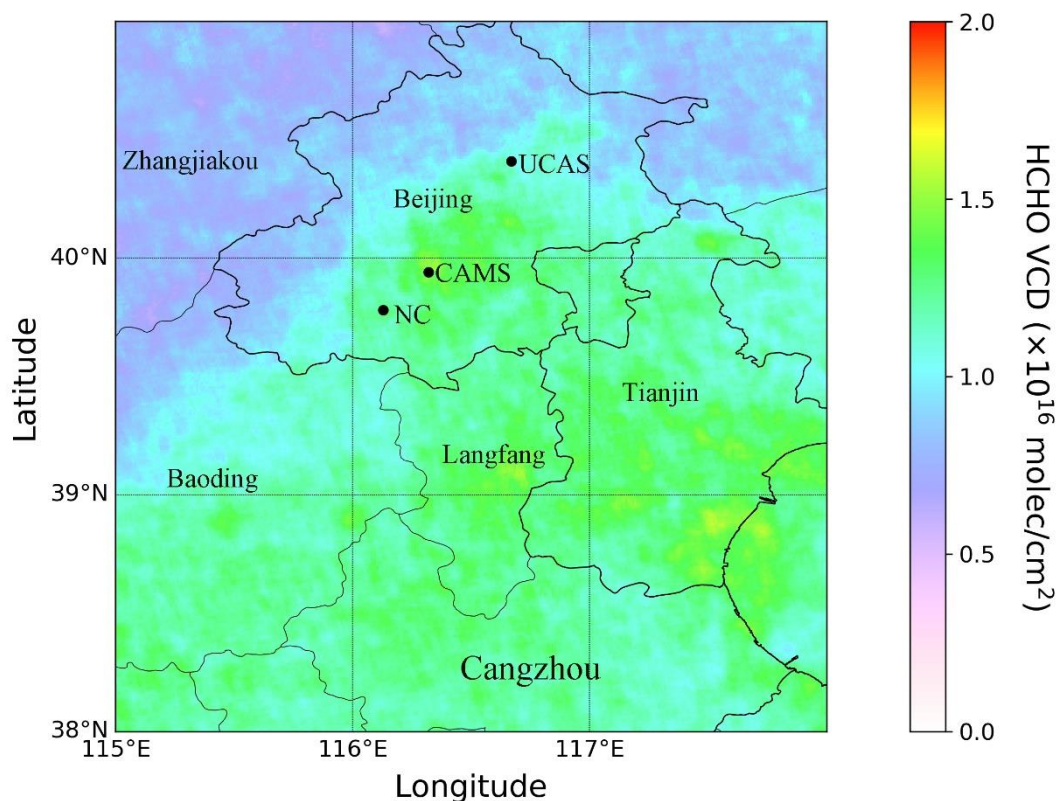 Zhangjiakou
UCAS
Beijing
CAMS
NC
Tianjin
Langfang
Baoding
Cangzhou
40°N
39°N
38°N
115°E
116°E
117°E
Latitude
Longitude
2.0
1.5
1.0
0.5
0.0
HCHO VCD (×10¹⁶ molec/cm²)